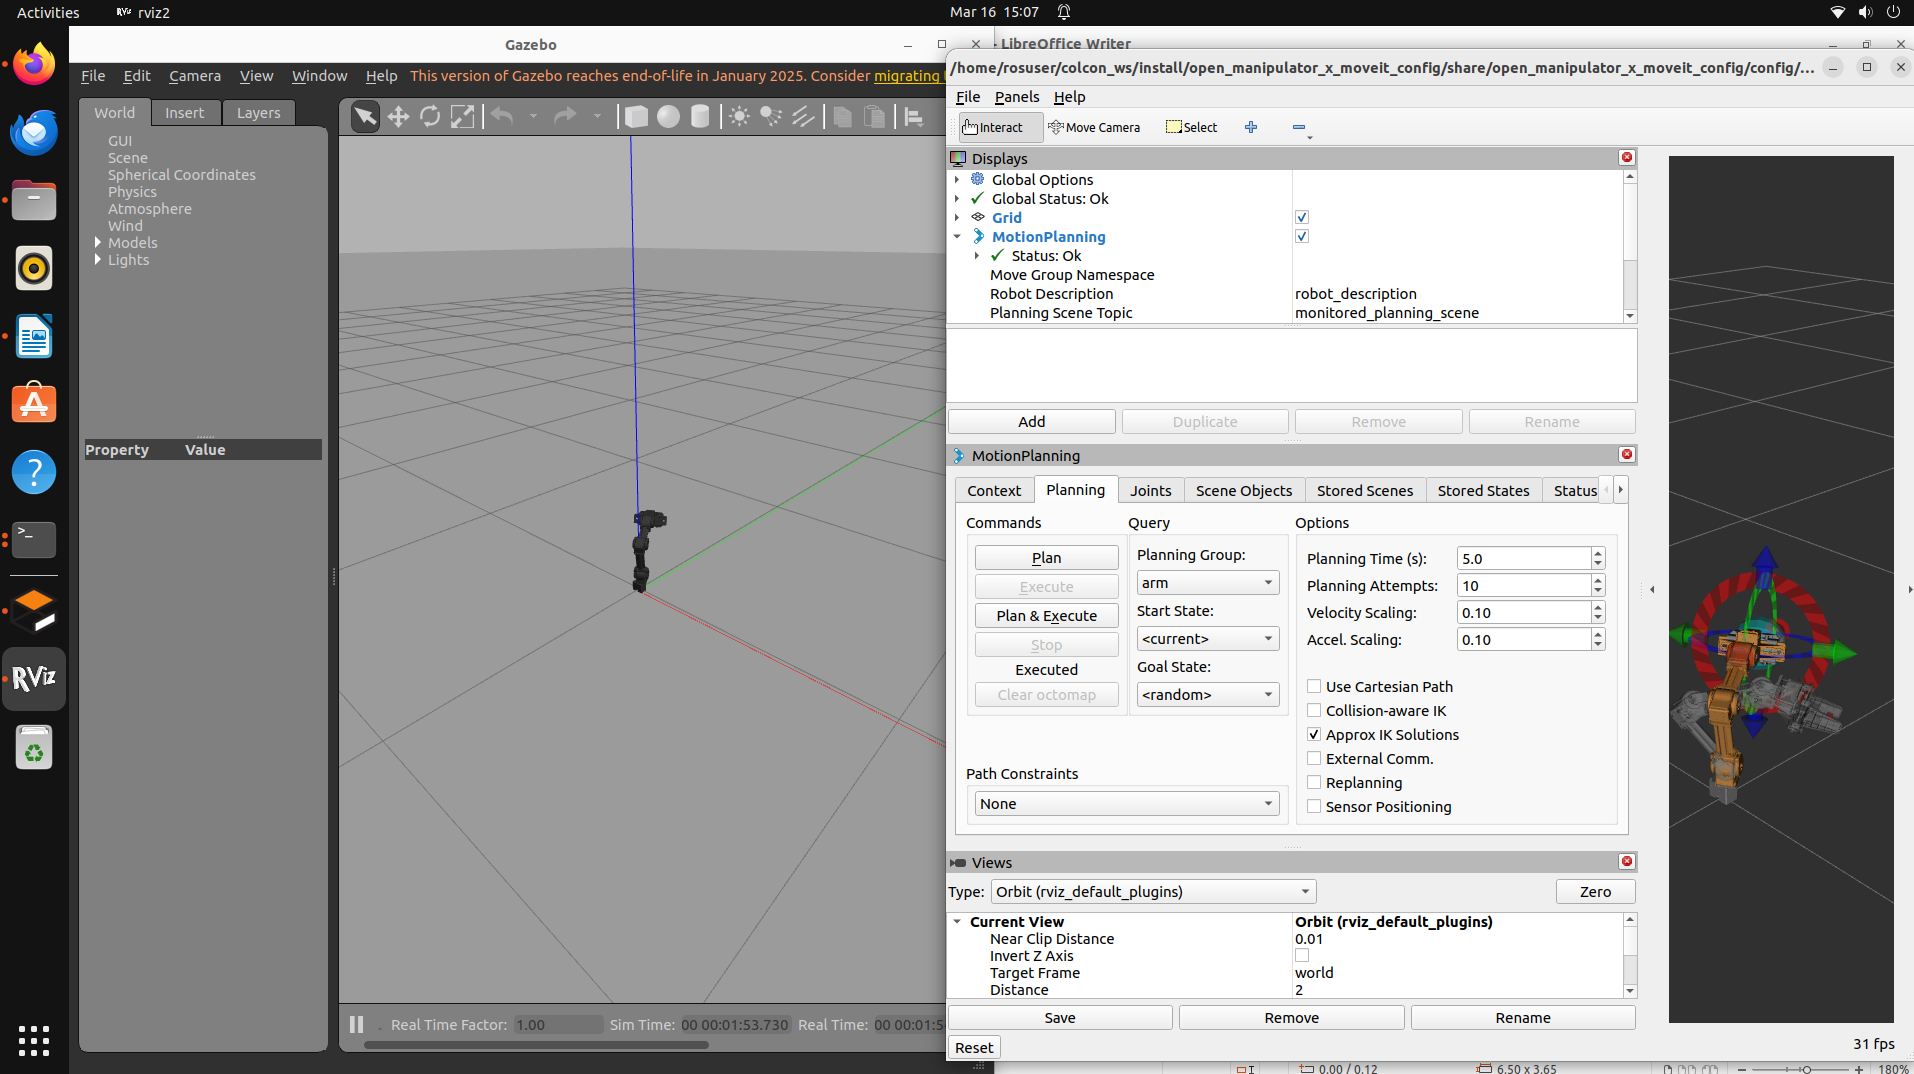 Activities
rviz2
Mar 16 15:07
Gazebo
LibreOffice Writer
File Edit Camera View Window Help This version of Gazebo reaches end-of-life in January 2025. Consider migrating
World Insert Layers
GUI
Scene
Spherical Coordinates
Physics
Atmosphere
Wind
Models
Lights
Property Value
Real Time Factor: 1.00 Sim Time: 00 00:01:53.730 Real Time: 00 00:01:5
/home/rosuser/colcon_ws/install/open_manipulator_x_moveit_config/share/open_manipulator_x_moveit_config/config/...
File Panels Help
Interact Move Camera Select
Displays
Global Options
Global Status: Ok
Grid
MotionPlanning
Status: Ok
Move Group Namespace
Robot Description robot_description
Planning Scene Topic monitored_planning_scene
Add Duplicate Remove Rename
MotionPlanning
Context Planning Joints Scene Objects Stored Scenes Stored States Status
Commands Query Options
Plan
Execute
Plan & Execute
Stop
Executed
Clear octomap
Planning Group:
arm
Start State:
<current>
Goal State:
<random>
Planning Time (s): 5.0
Planning Attempts: 10
Velocity Scaling: 0.10
Accel. Scaling: 0.10
Use Cartesian Path
Collision-aware IK
Approx IK Solutions
External Comm.
Replanning
Sensor Positioning
Path Constraints
None
Views
Type: Orbit (rviz_default_plugins) Zero
Current View Orbit (rviz_default_plugins)
Near Clip Distance 0.01
Invert Z Axis
Target Frame world
Distance 2
Save Remove Rename
Reset
31 fps
0.00 / 0.12 6.50 x 3.65 180%
RViz